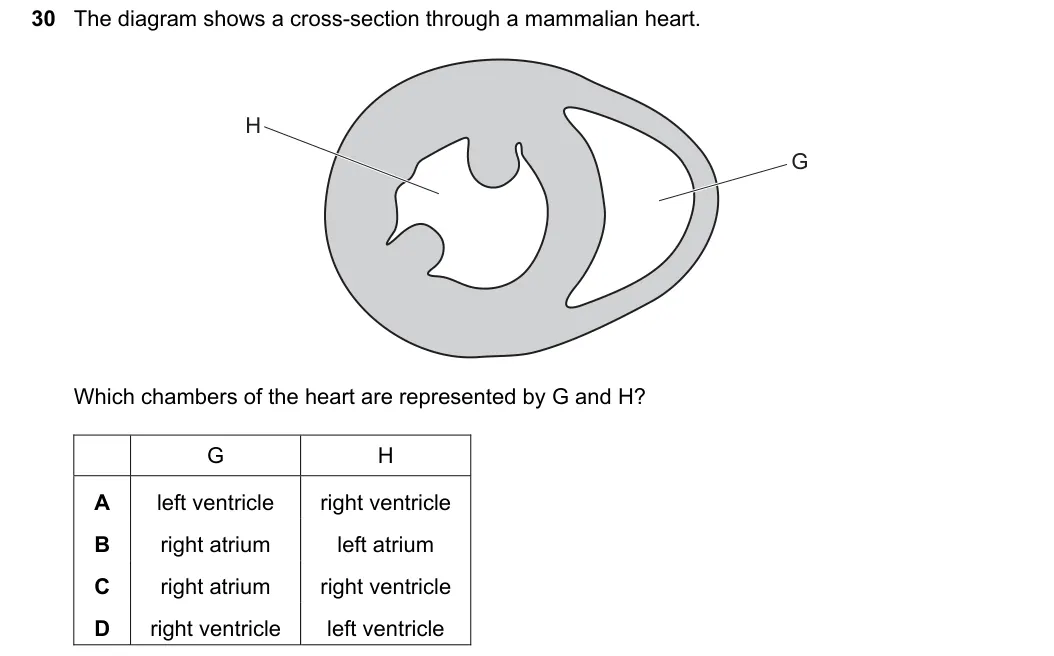 30 The diagram shows a cross-section through a mammalian heart.
H
G
Which chambers of the heart are represented by G and H?
G H
A left ventricle right ventricle
B right atrium left atrium
C right atrium right ventricle
D right ventricle left ventricle